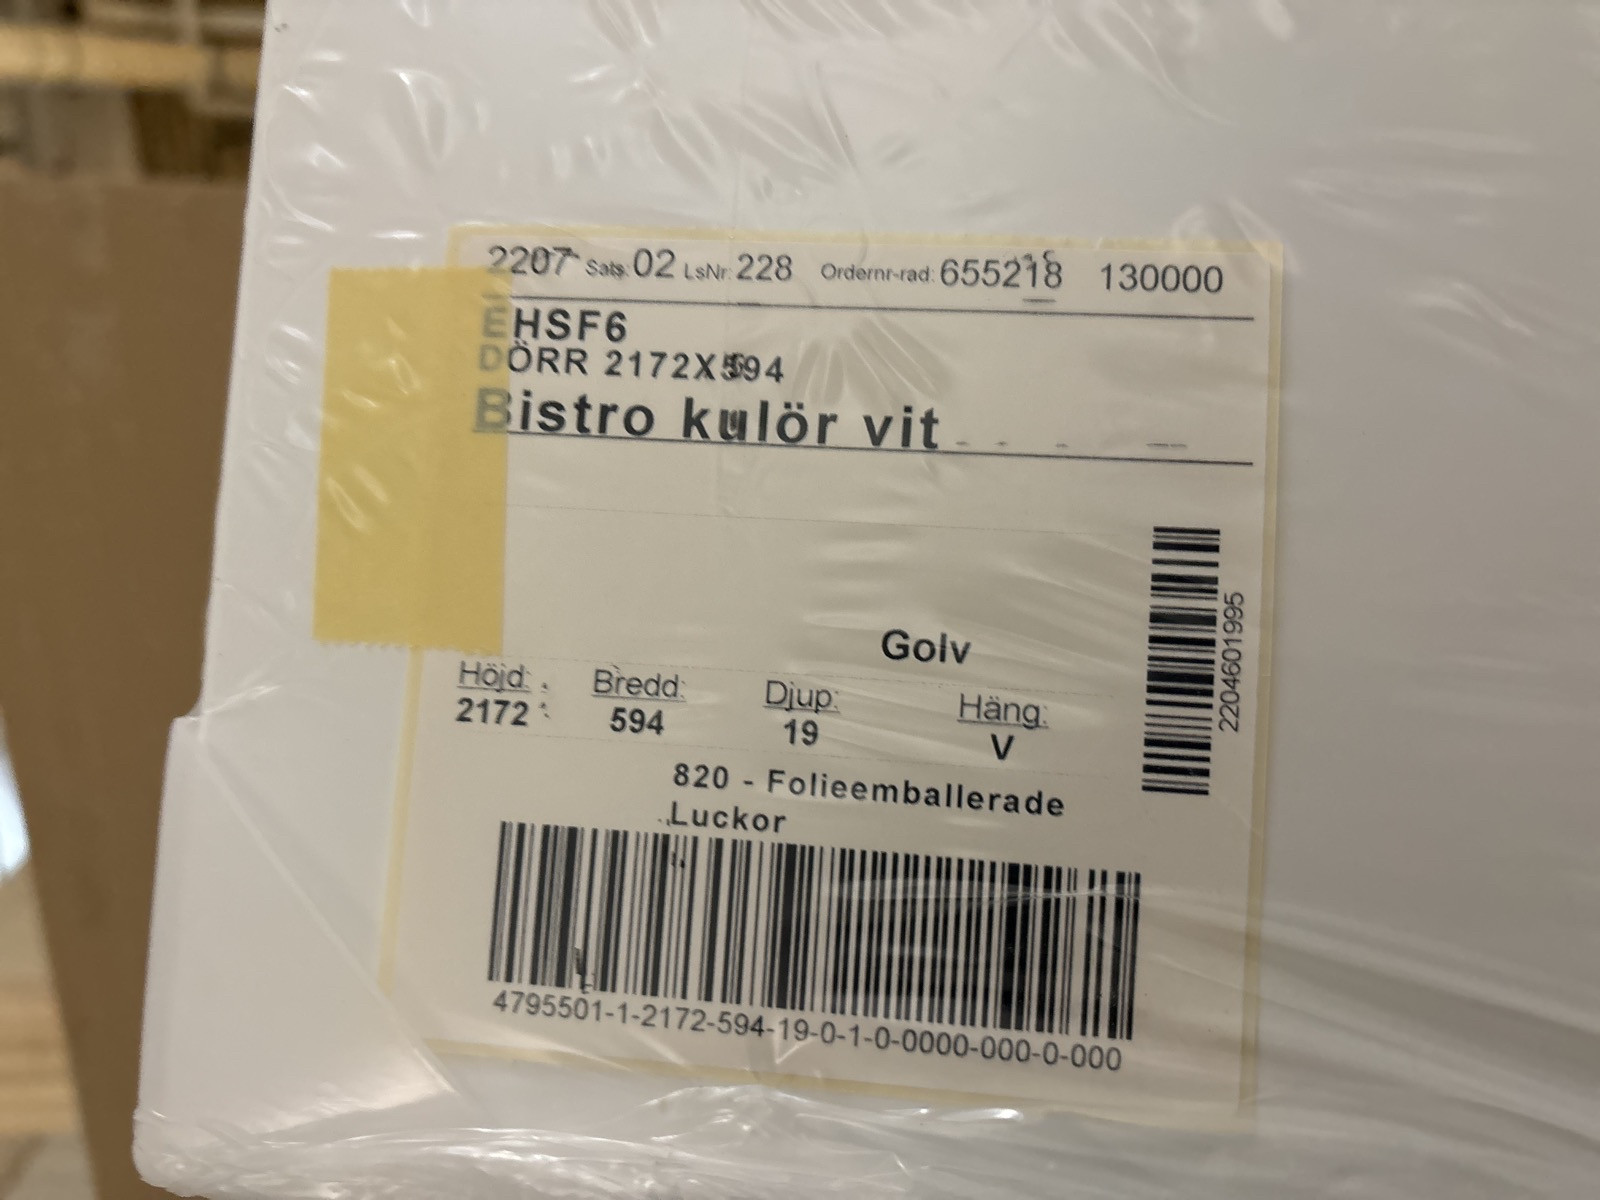 2207 Sats: 02 LsNr: 228 Ordernr-rad: 655218 130000
EHSF6
DÖRR 2172X594
Bistro kulör vit
Golv
Höjd: Bredd: Djup: Häng:
2172 594 19 V
820 - Folieemballerade
Luckor
4795501-1-2172-594-19-0-1-0-0000-000-0-000
2204601995